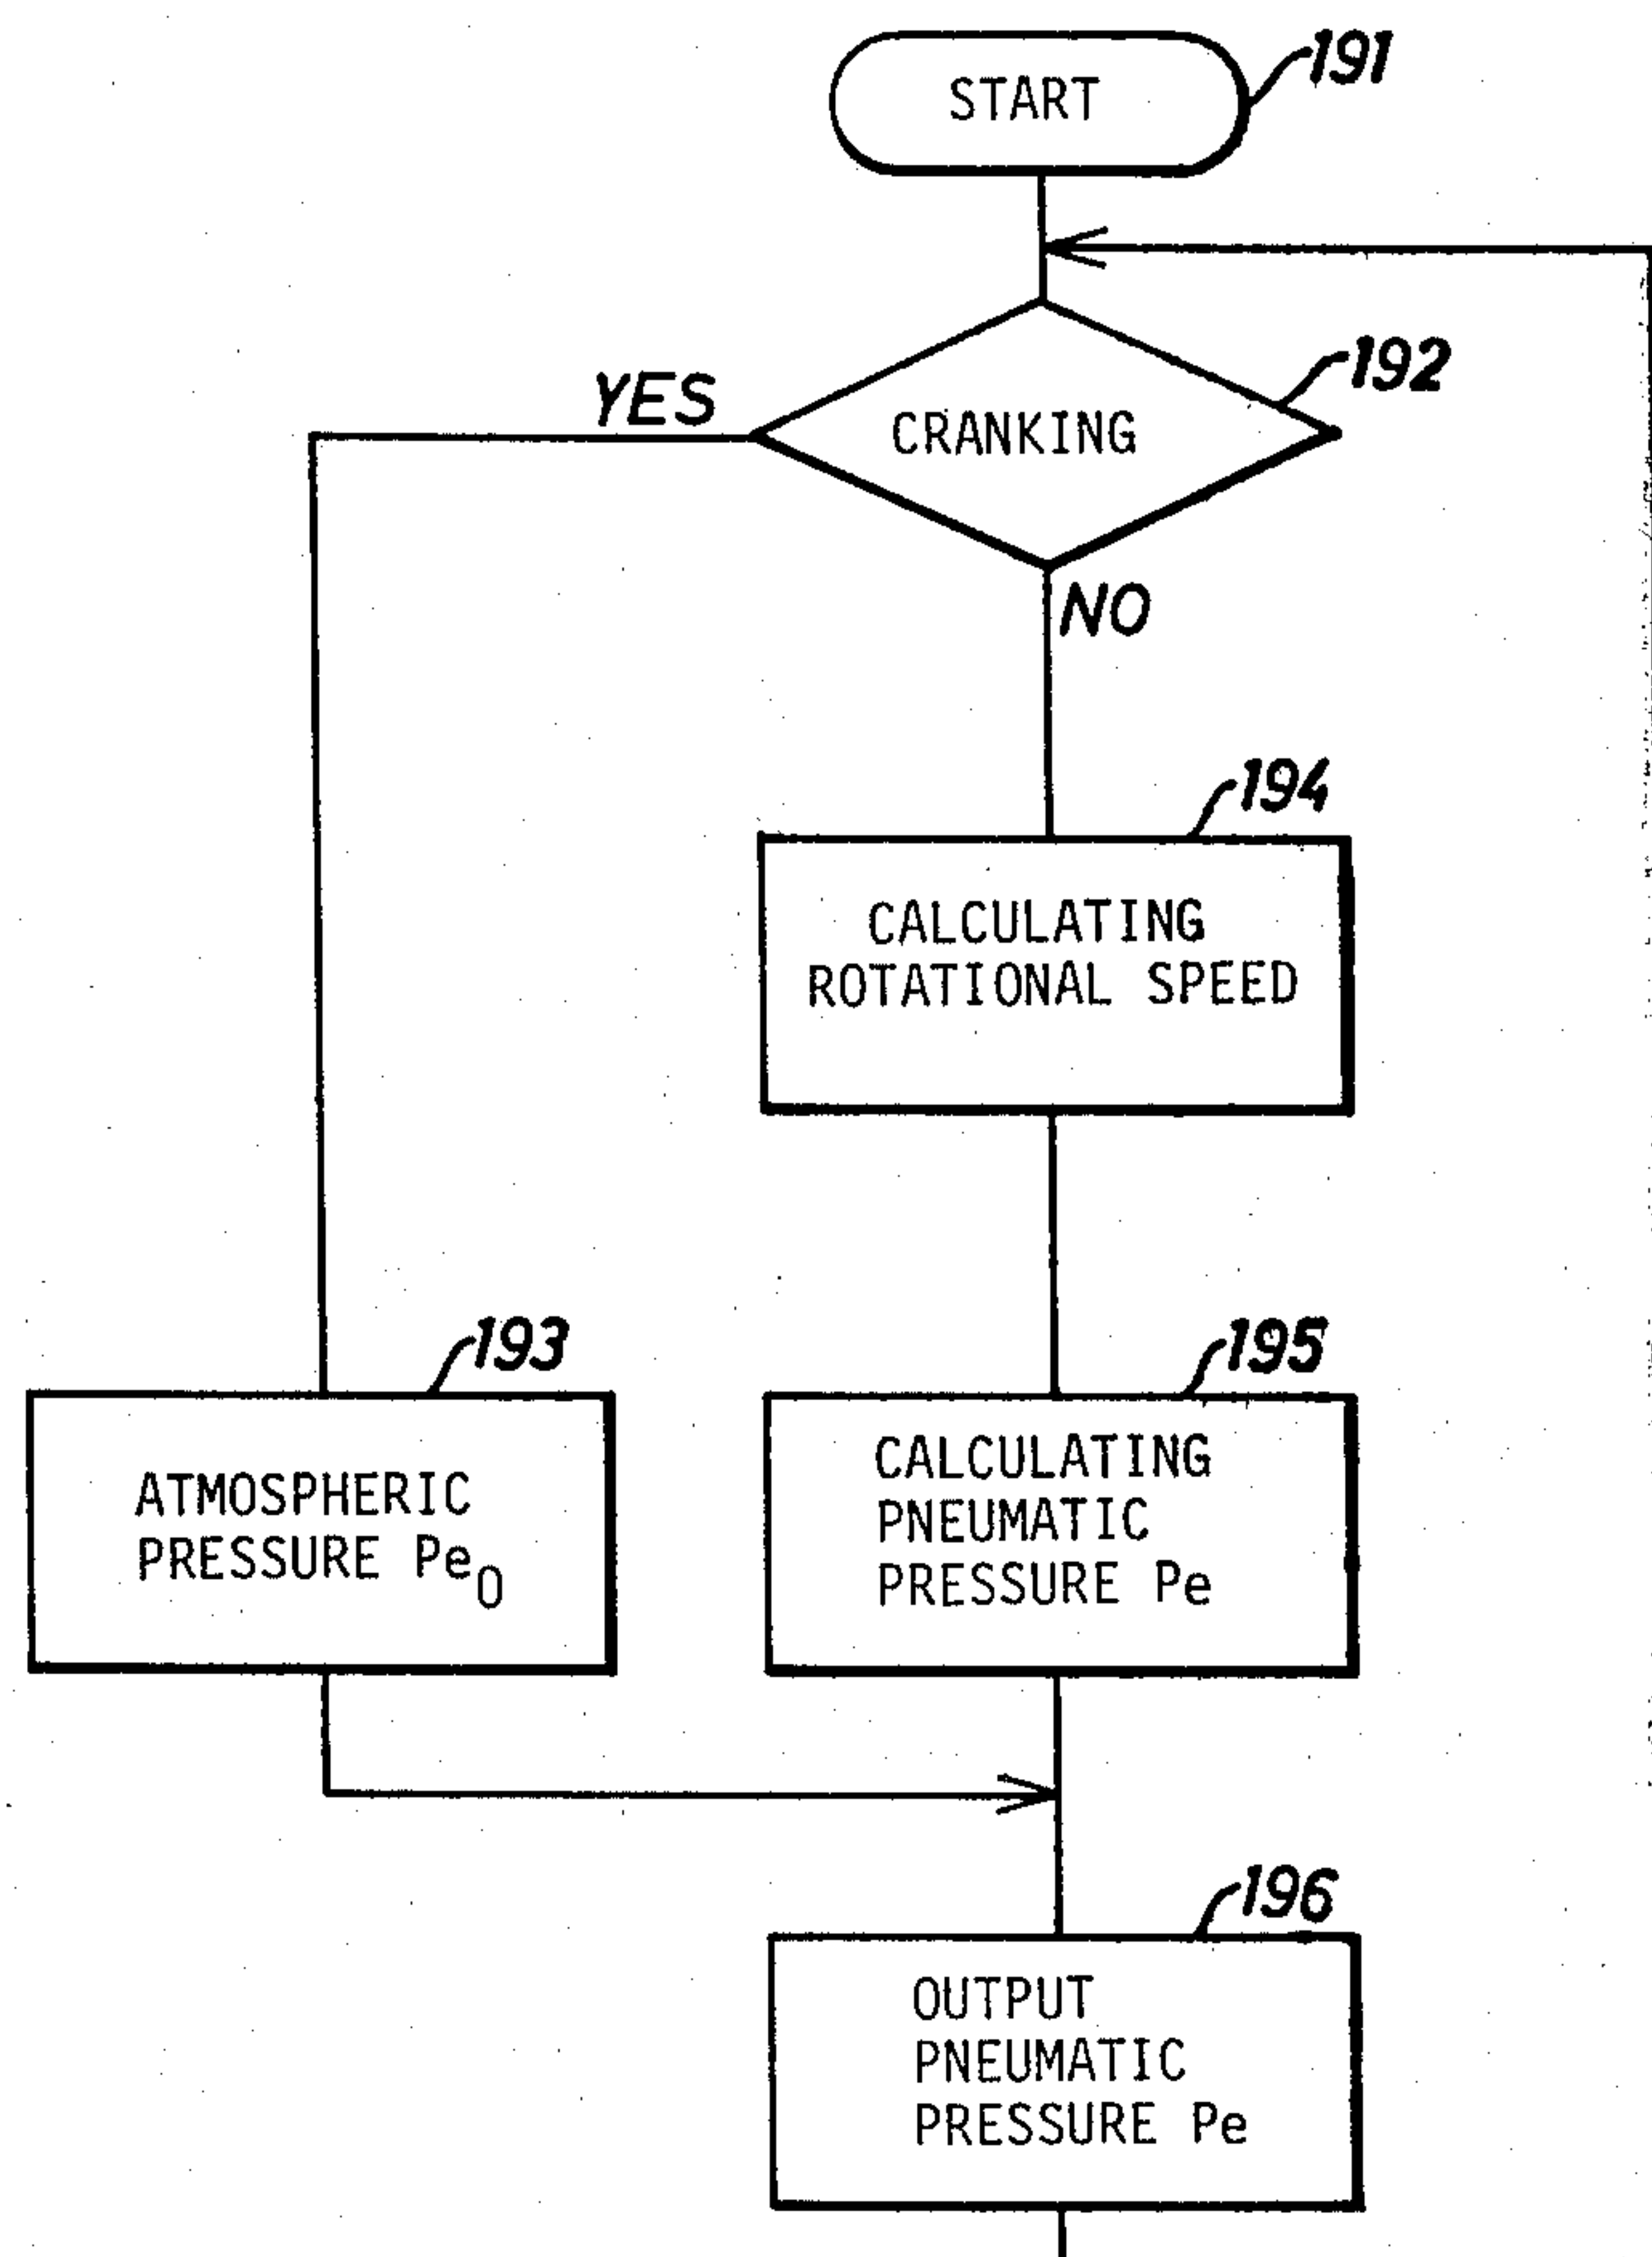 START
191
CRANKING
192
YES
NO
194
CALCULATING
ROTATIONAL SPEED
193
ATMOSPHERIC
PRESSURE Pe0
195
CALCULATING
PNEUMATIC
PRESSURE Pe
196
OUTPUT
PNEUMATIC
PRESSURE Pe